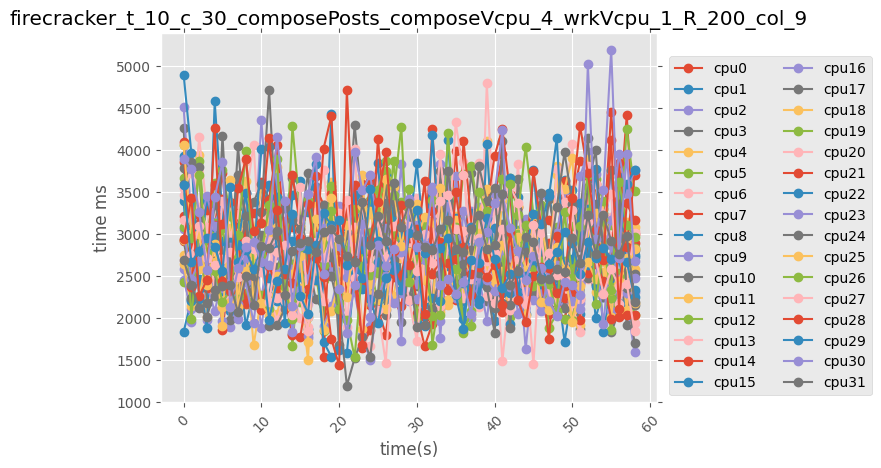 firecracker_t_10_c_30_composePosts_composeVcpu_4_wrkVcpu_1_R_200_col_9
time ms
5000
4500
4000
3500
3000
2500
2000
1500
1000
0
10
20
30
40
50
60
time(s)
cpu0
cpu1
cpu2
cpu3
cpu4
cpu5
cpu6
cpu7
cpu8
cpu9
cpu10
cpu11
cpu12
cpu13
cpu14
cpu15
cpu16
cpu17
cpu18
cpu19
cpu20
cpu21
cpu22
cpu23
cpu24
cpu25
cpu26
cpu27
cpu28
cpu29
cpu30
cpu31